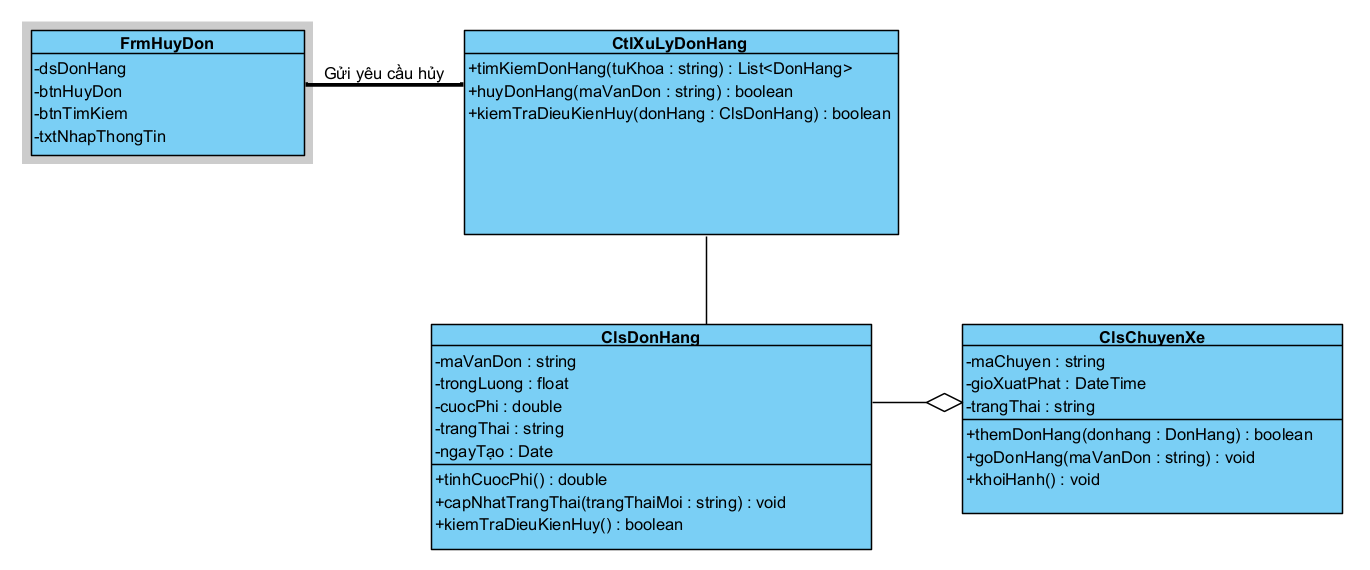 FrmHuyDon
-dsDonHang
-btnHuyDon
-btnTimKiem
-txtNhapThongTin
Gửi yêu cầu hủy
CtlXuLyDonHang
+timKiemDonHang(tuKhoa : string) : List<DonHang>
+huyDonHang(maVanDon : string) : boolean
+kiemTraDieuKienHuy(donHang : ClsDonHang) : boolean
ClsDonHang
-maVanDon : string
-trongLuong : float
-cuocPhi : double
-trangThai : string
-ngayTạo : Date
+tinhCuocPhi() : double
+capNhatTrangThai(trangThaiMoi : string) : void
+kiemTraDieuKienHuy() : boolean
ClsChuyenXe
-maChuyen : string
-gioXuatPhat : DateTime
-trangThai : string
+themDonHang(donhang : DonHang) : boolean
+goDonHang(maVanDon : string) : void
+khoiHanh() : void